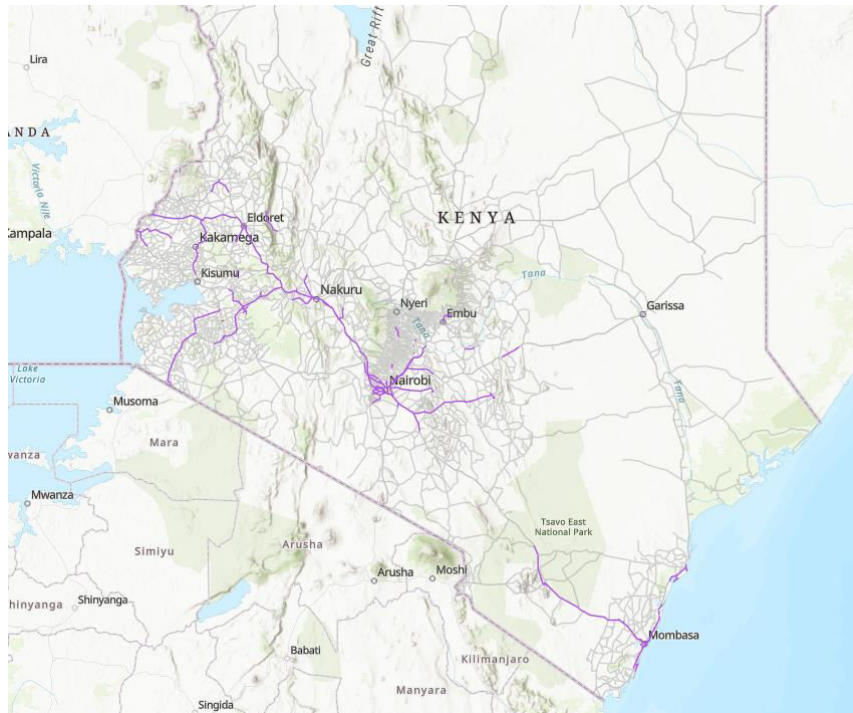 Great Rift
Lira
ANDA
Victoria
Nile
Kampala
KENYA
Eldoret
Kakamega
Kisumu
Nakuru
Nyeri
Tana
Embu
Tana
Garissa
Nairobi
Tana
Lake
Victoria
Musoma
Mara
wanza
Mwanza
Simiyu
Arusha
Tsavo East
National Park
Arusha
Moshi
hinyanga
Shinyanga
Mombasa
Babati
Kilimanjaro
Manyara
Singida